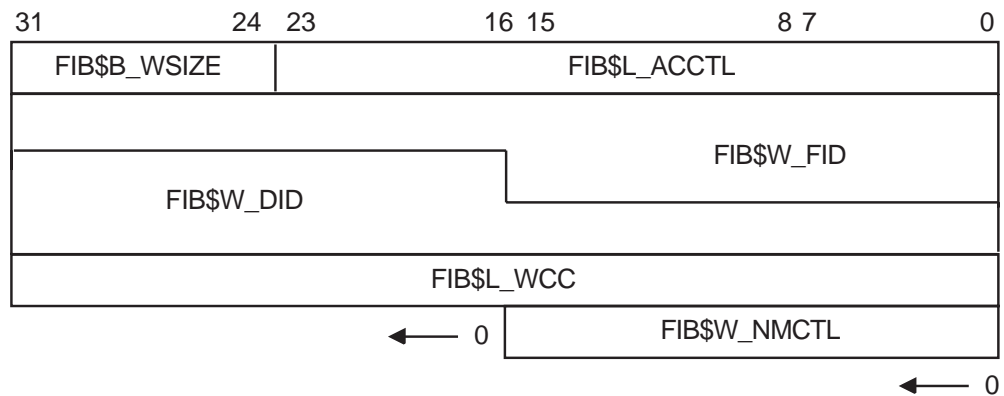 31 24 23 16 15 8 7 0
FIB$B_WSIZE FIB$L_ACCTL
FIB$W_FID
FIB$W_DID
FIB$L_WCC
0 FIB$W_NMCTL
0